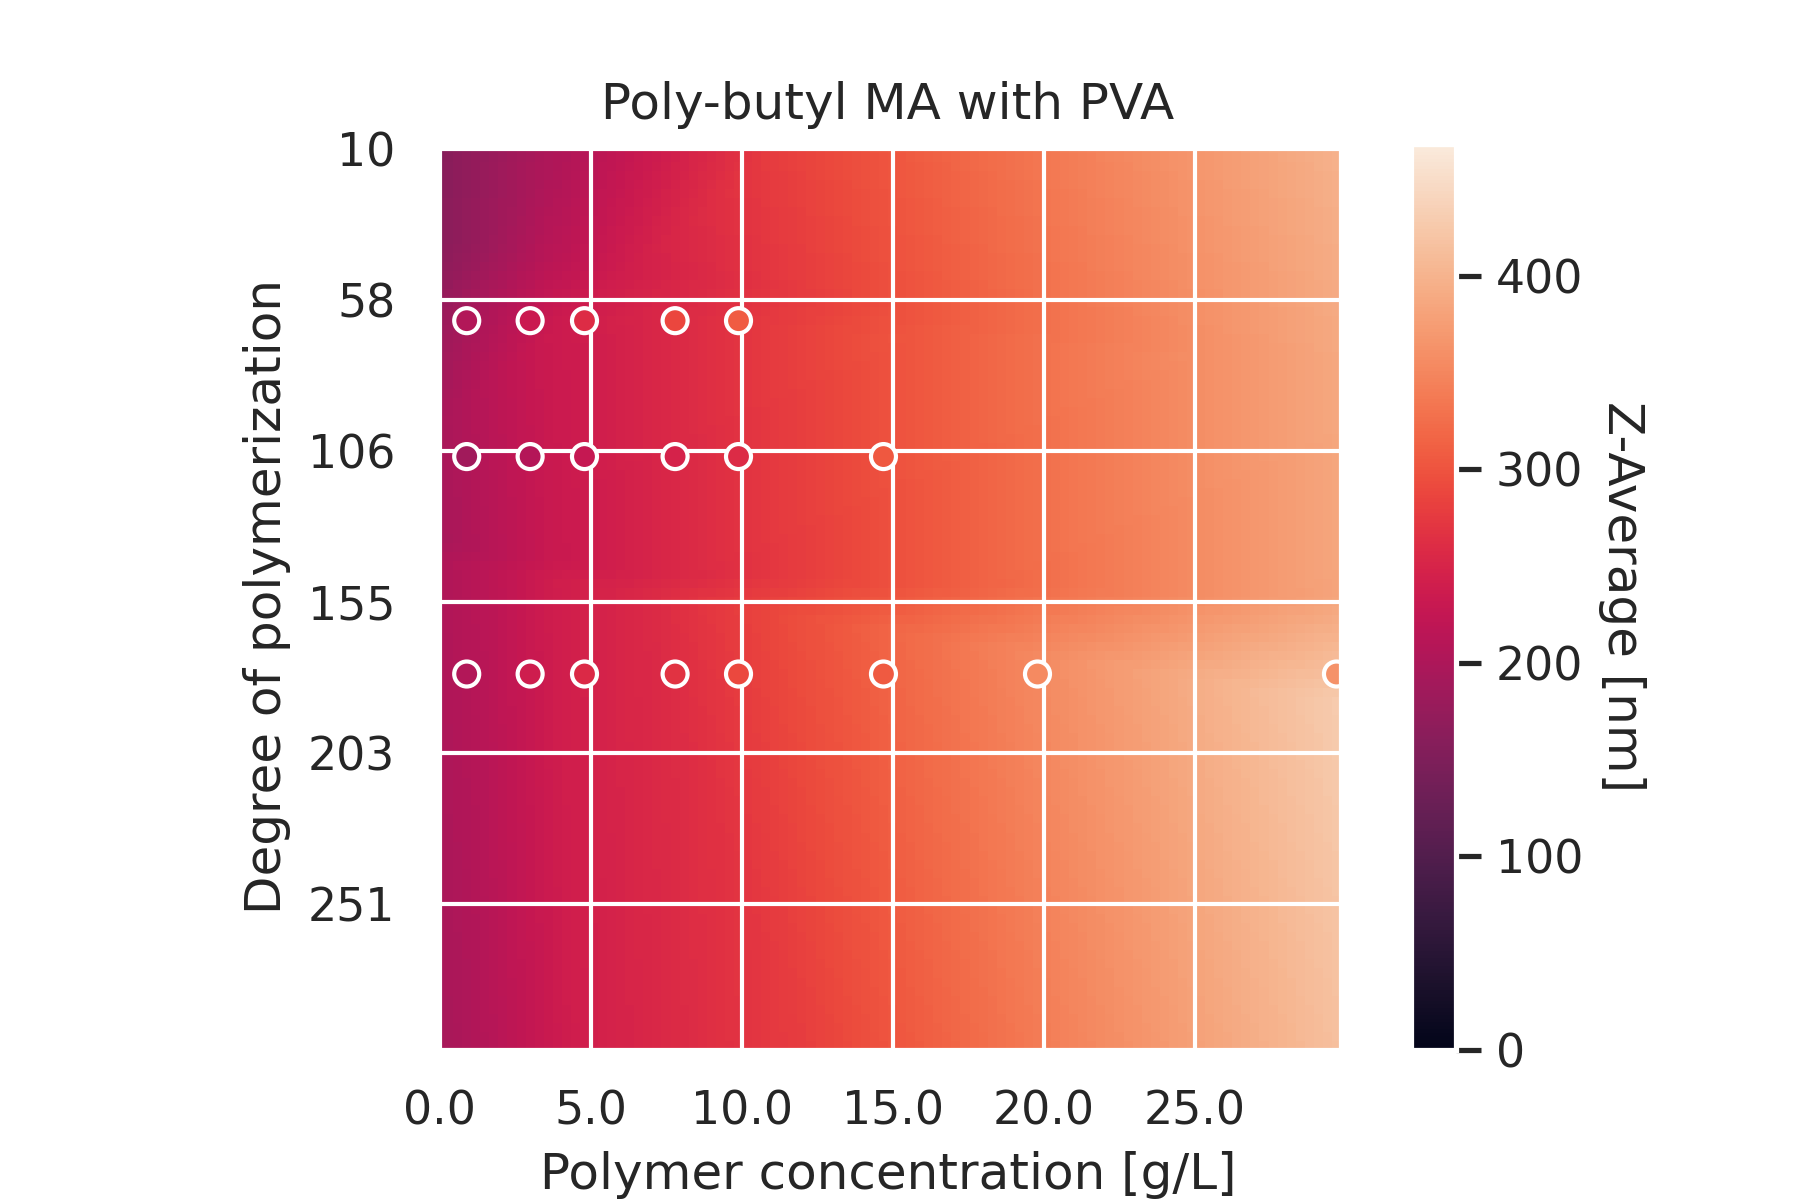 Poly-butyl MA with PVA
10
58
106
155
203
251
Degree of polymerization
0.0 5.0 10.0 15.0 20.0 25.0
Polymer concentration [g/L]
400
300
200
100
0
Z-Average [nm]